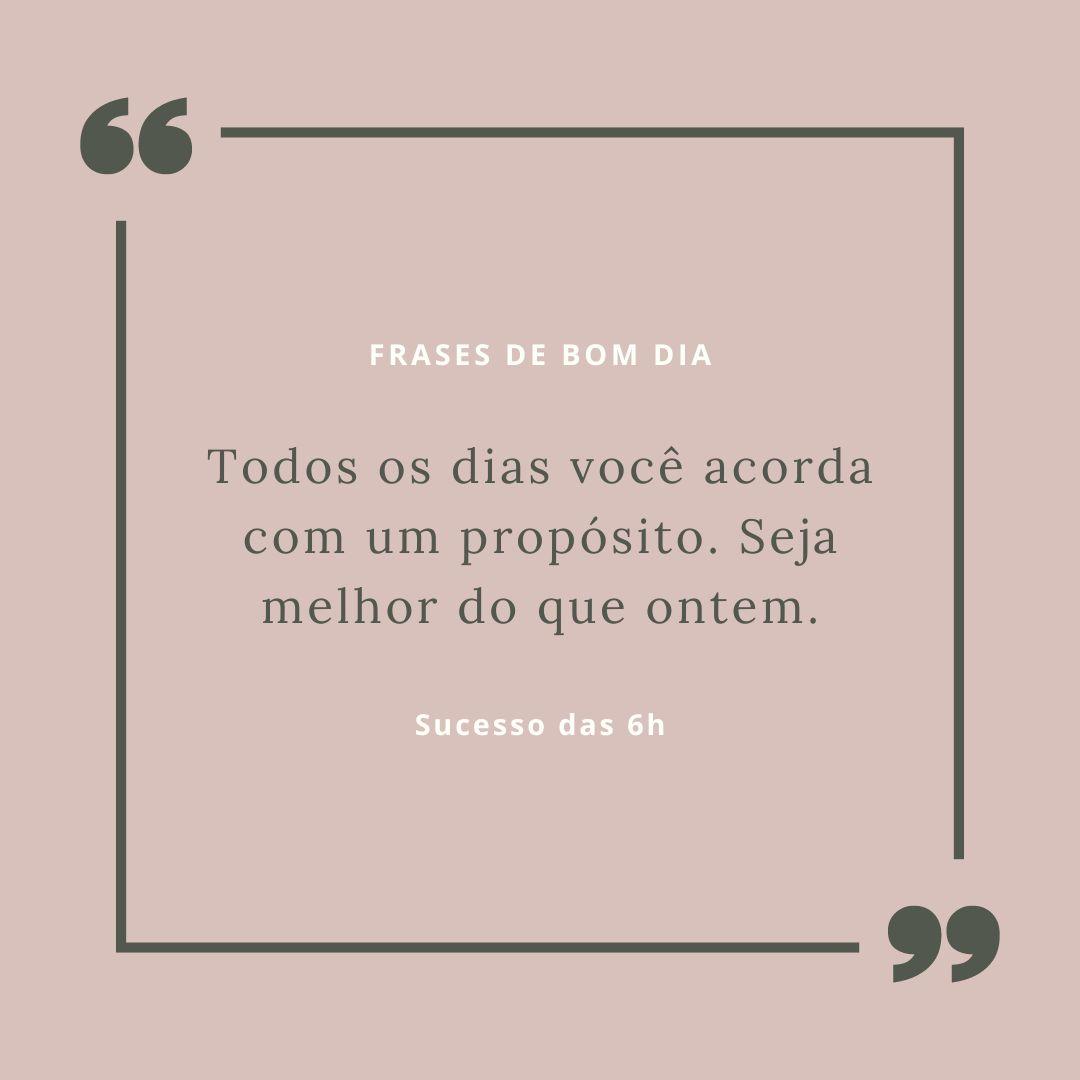 FRASES DE BOM DIA
Todos os dias você acorda
com um propósito. Seja
melhor do que ontem.
Sucesso das 6h